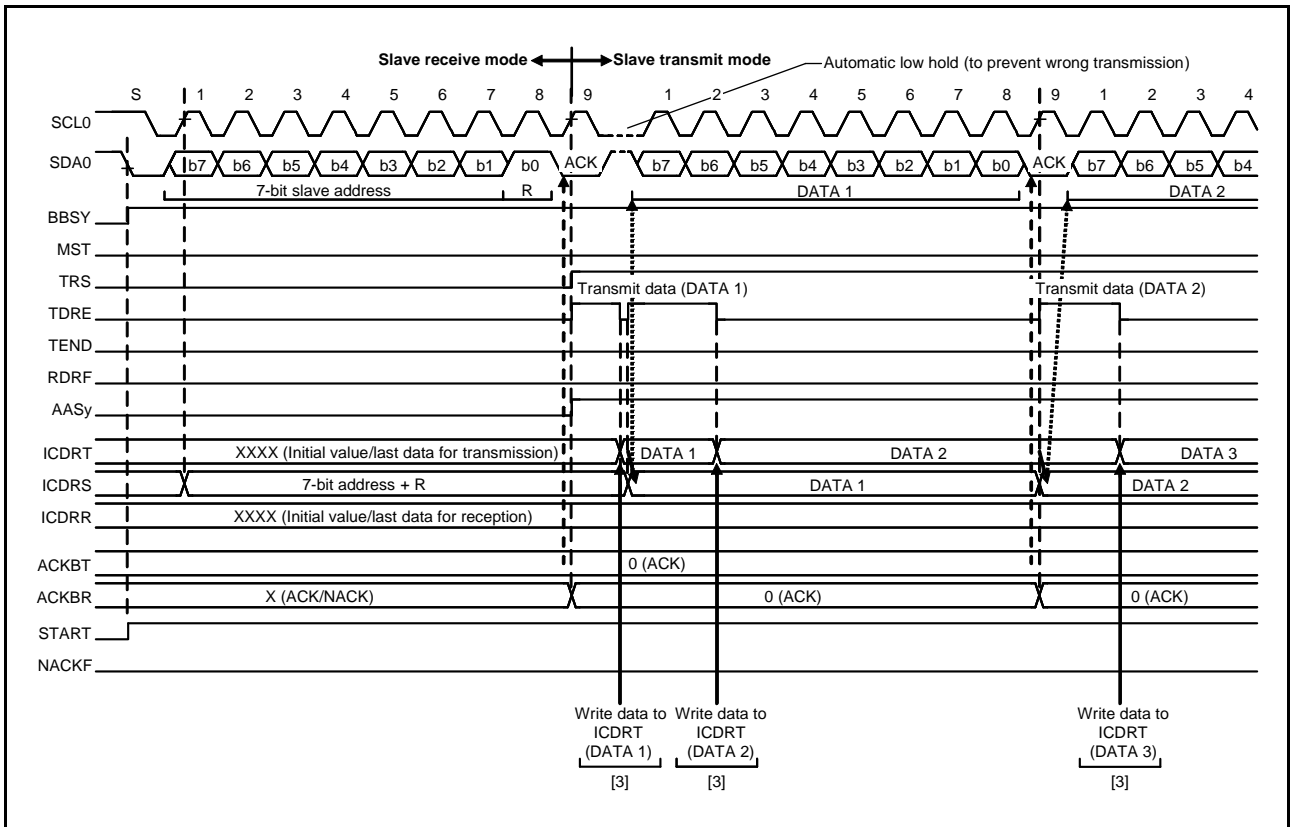 Slave receive mode Slave transmit mode
Automatic low hold (to prevent wrong transmission)
S 1 2 3 4 5 6 7 8 9 1 2 3 4 5 6 7 8 9 1 2 3 4
SCL0
SDA0 b7 b6 b5 b4 b3 b2 b1 b0 ACK b7 b6 b5 b4 b3 b2 b1 b0 ACK b7 b6 b5 b4
7-bit slave address R DATA 1 DATA 2
BBSY
MST
TRS
Transmit data (DATA 1) Transmit data (DATA 2)
TDRE
TEND
RDRF
AASy
ICDRT XXXX (Initial value/last data for transmission) DATA 1 DATA 2 DATA 3
ICDRS 7-bit address + R DATA 1 DATA 2
ICDRR XXXX (Initial value/last data for reception)
ACKBT 0 (ACK)
ACKBR X (ACK/NACK) 0 (ACK) 0 (ACK)
START
NACKF
Write data to Write data to Write data to
ICDRT ICDRT ICDRT
(DATA 1) (DATA 2) (DATA 3)
[3] [3] [3]